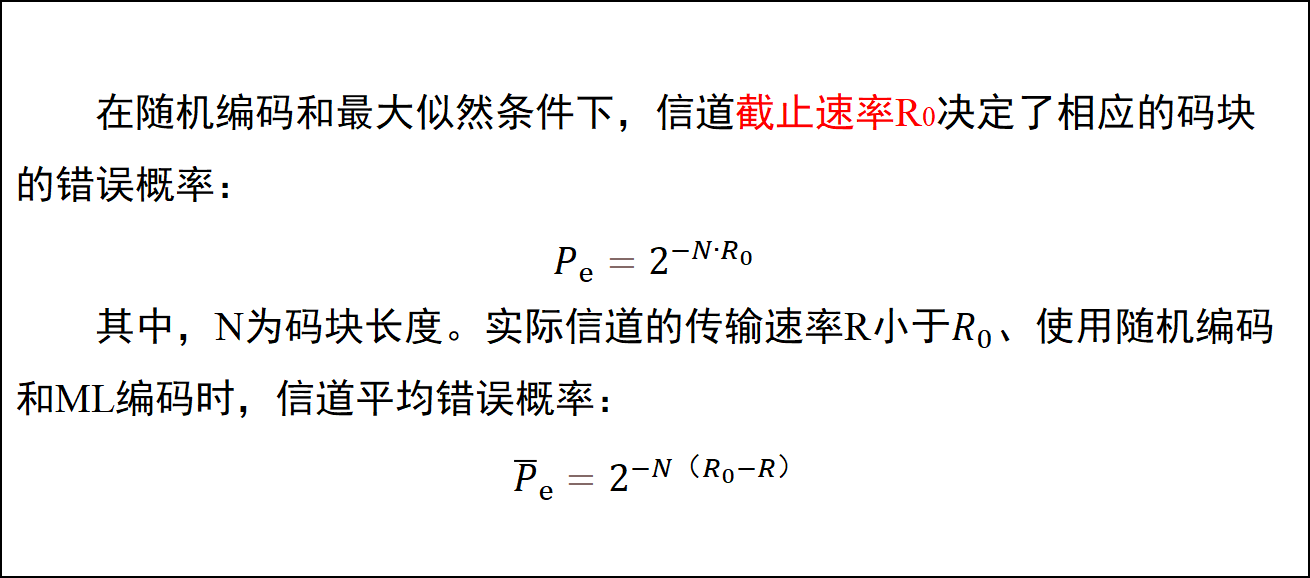 在随机编码和最大似然条件下，信道截止速率R₀决定了相应的码块
的错误概率：
Pₑ = 2^{-N·R₀}
其中，N为码块长度。实际信道的传输速率R小于R₀、使用随机编码
和ML编码时，信道平均错误概率：
P̅ₑ = 2^{-N（R₀-R）}